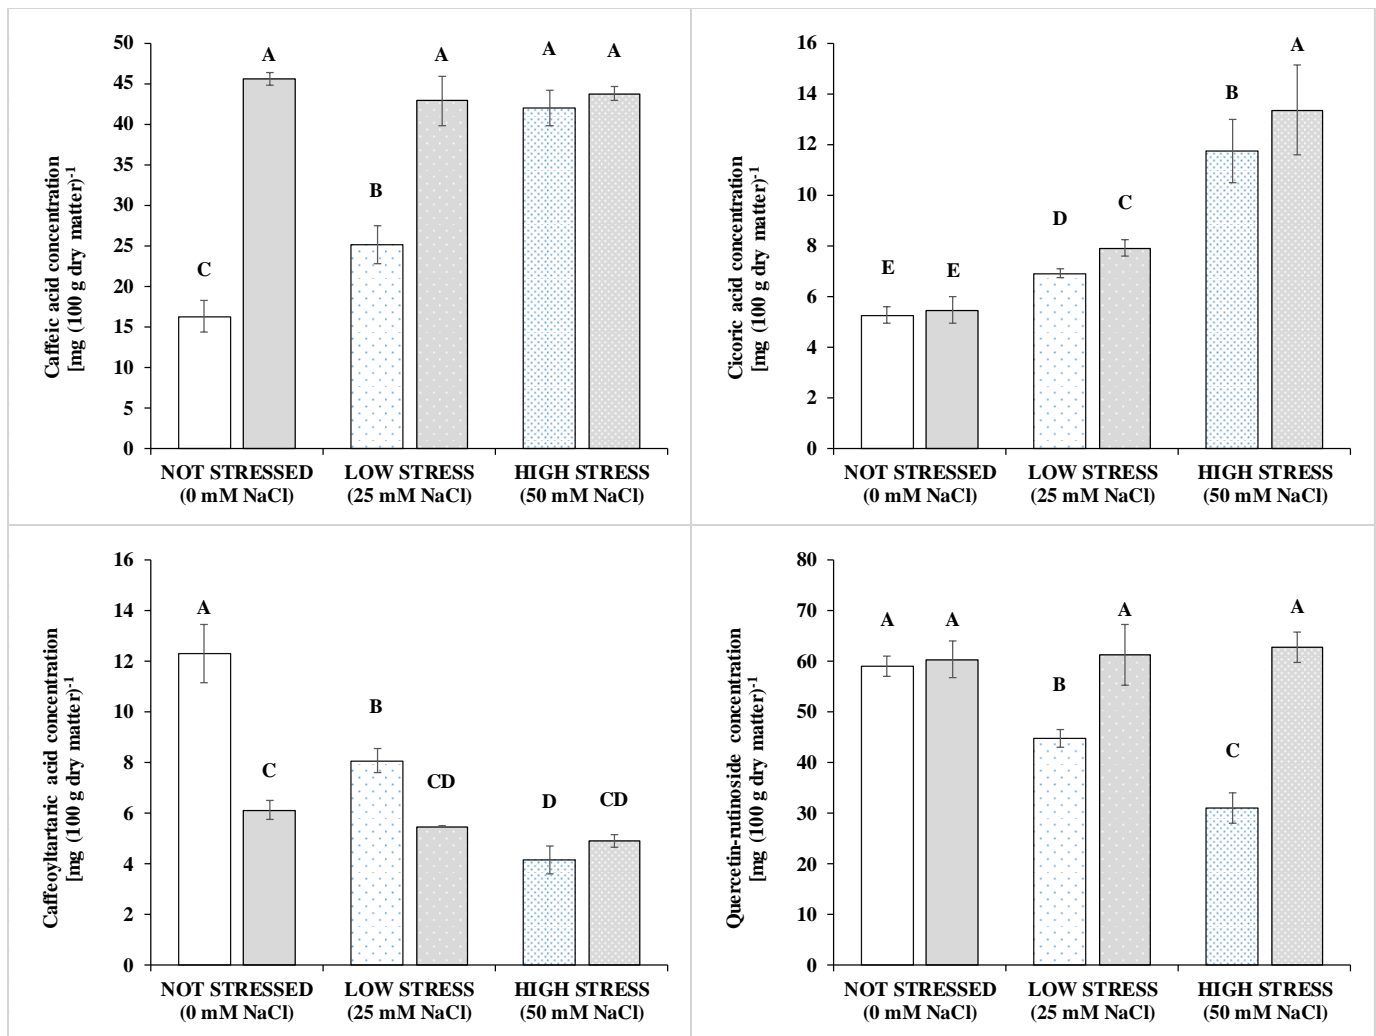 Caffeic acid concentration
[mg (100 g dry matter)-1
50
45
40
35
30
25
20
15
10
5
0
C
A
B
A
A
A
NOT STRESSED
(0 mM NaCl)
LOW STRESS
(25 mM NaCl)
HIGH STRESS
(50 mM NaCl)
Cicoric acid concentration
[mg (100 g dry matter)-1
16
14
12
10
8
6
4
2
0
E
E
D
C
B
A
NOT STRESSED
(0 mM NaCl)
LOW STRESS
(25 mM NaCl)
HIGH STRESS
(50 mM NaCl)
Caffeoyltartaric acid concentration
[mg (100 g dry matter)-1
16
14
12
10
8
6
4
2
0
A
C
B
CD
D
CD
NOT STRESSED
(0 mM NaCl)
LOW STRESS
(25 mM NaCl)
HIGH STRESS
(50 mM NaCl)
Quercetin-rutinoside concentration
[mg (100 g dry matter)-1
80
70
60
50
40
30
20
10
0
A
A
B
A
C
A
NOT STRESSED
(0 mM NaCl)
LOW STRESS
(25 mM NaCl)
HIGH STRESS
(50 mM NaCl)